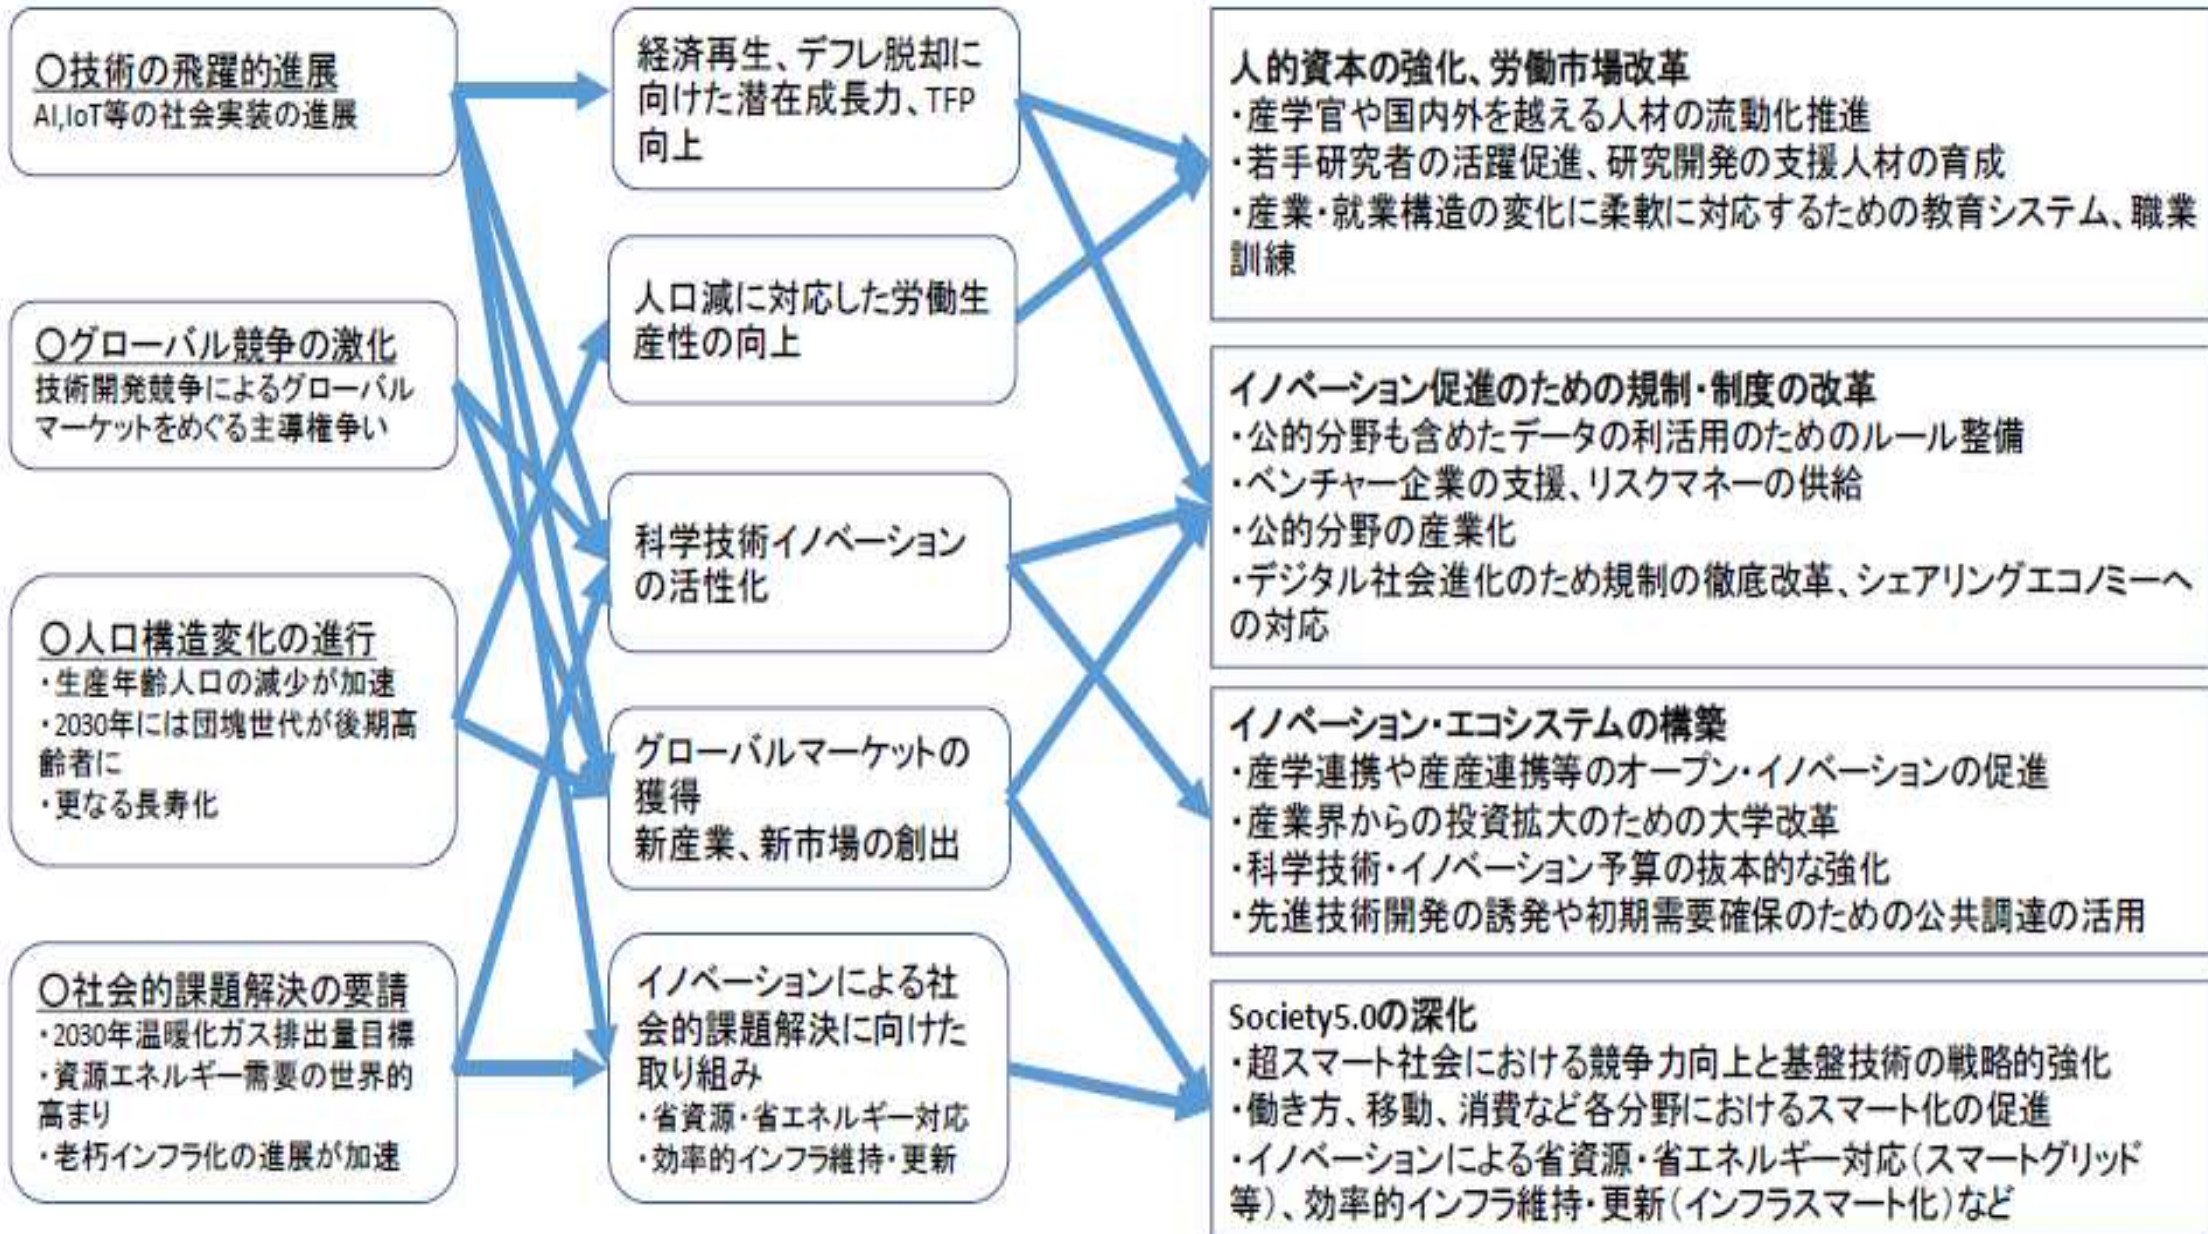 〇技術の飛躍的進展
AI,IoT等の社会実装の進展
〇グローバル競争の激化
技術開発競争によるグローバル
マーケットをめぐる主導権争い
〇人口構造変化の進行
・生産年齢人口の減少が加速
・2030年には団塊世代が後期高
齢者に
・更なる長寿化
〇社会的課題解決の要請
・2030年温暖化ガス排出量目標
・資源エネルギー需要の世界的
高まり
・老朽インフラ化の進展が加速
経済再生、デフレ脱却に
向けた潜在成長力、TFP
向上
人口減に対応した労働生
産性の向上
科学技術イノベーション
の活性化
グローバルマーケットの
獲得
新産業、新市場の創出
イノベーションによる社
会的課題解決に向けた
取り組み
・省資源・省エネルギー対応
・効率的インフラ維持・更新
人的資本の強化、労働市場改革
・産学官や国内外を越える人材の流動化推進
・若手研究者の活躍促進、研究開発の支援人材の育成
・産業・就業構造の変化に柔軟に対応するための教育システム、職業
訓練
イノベーション促進のための規制・制度の改革
・公的分野も含めたデータの利活用のためのルール整備
・ベンチャー企業の支援、リスクマネーの供給
・公的分野の産業化
・デジタル社会進化のため規制の徹底改革、シェアリングエコノミーへ
の対応
イノベーション・エコシステムの構築
・産学連携や産産連携等のオープン・イノベーションの促進
・産業界からの投資拡大のための大学改革
・科学技術・イノベーション予算の抜本的な強化
・先進技術開発の誘発や初期需要確保のための公共調達の活用
Society5.0の深化
・超スマート社会における競争力向上と基盤技術の戦略的強化
・働き方、移動、消費など各分野におけるスマート化の促進
・イノベーションによる省資源・省エネルギー対応(スマートグリッド
等)、効率的インフラ維持・更新(インフラスマート化)など